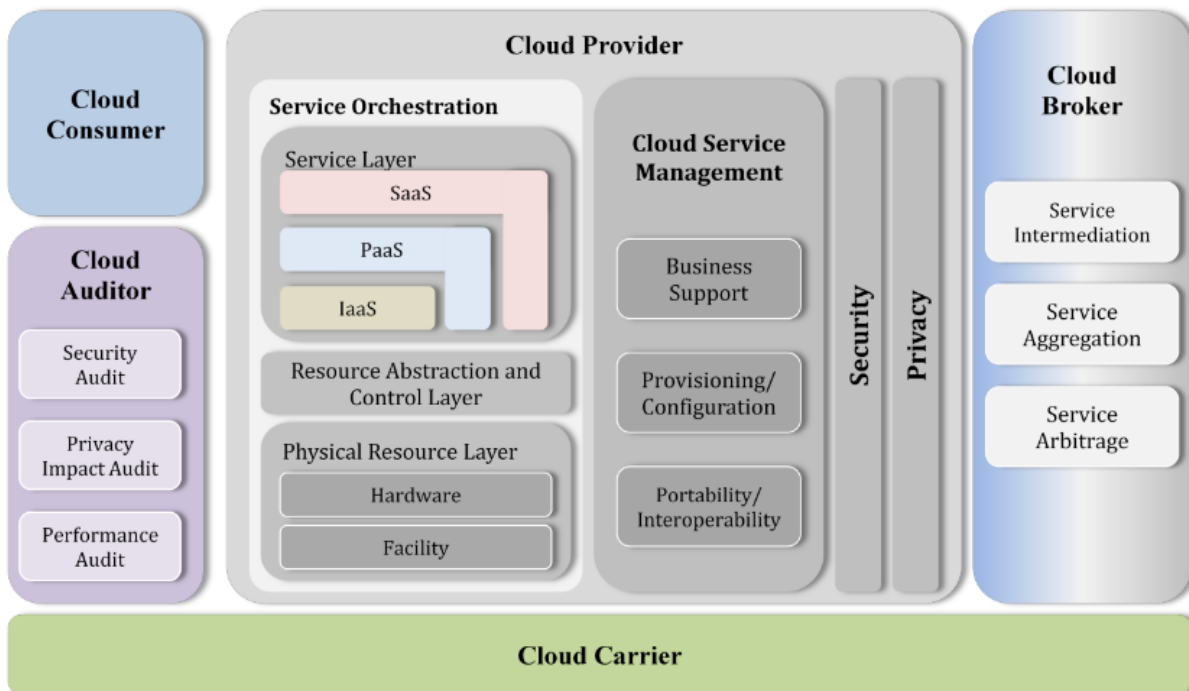 Cloud
Consumer
Cloud
Auditor
Security
Audit
Privacy
Impact Audit
Performance
Audit
Cloud Provider
Service Orchestration
Service Layer
SaaS
PaaS
IaaS
Resource Abstraction and
Control Layer
Physical Resource Layer
Hardware
Facility
Cloud Service
Management
Business
Support
Provisioning/
Configuration
Portability/
Interoperability
Security
Privacy
Cloud
Broker
Service
Intermediation
Service
Aggregation
Service
Arbitrage
Cloud Carrier